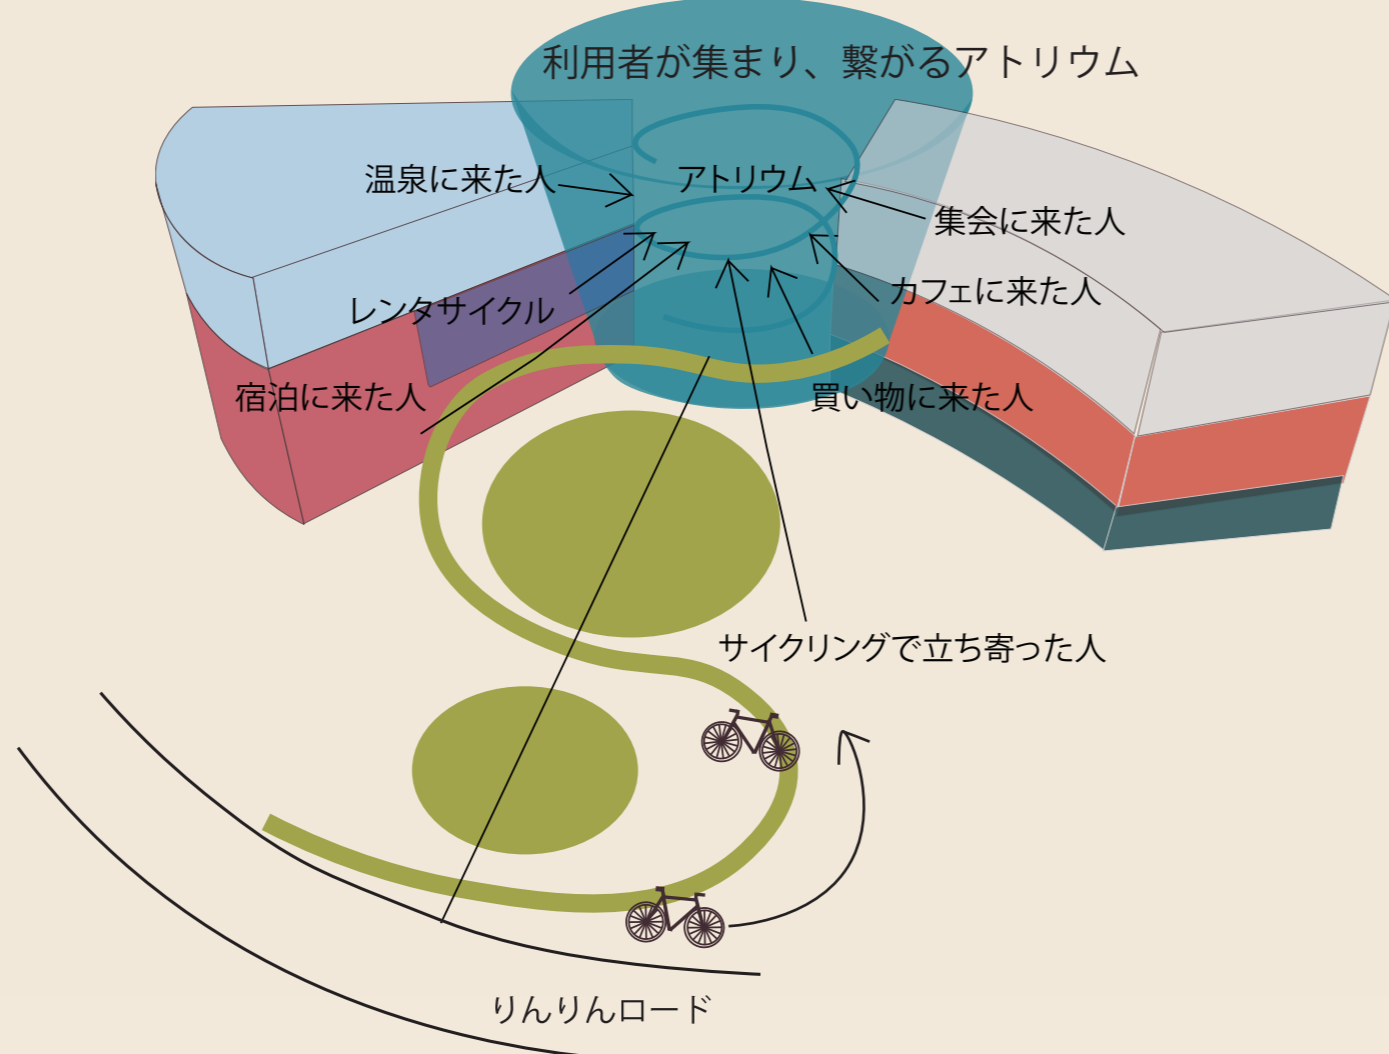 利用者が集まり、繋がるアトリウム
温泉に来た人
アトリウム
集会に来た人
レンタサイクル
カフェに来た人
宿泊に来た人
買い物に来た人
サイクリングで立ち寄った人
りんりんロード